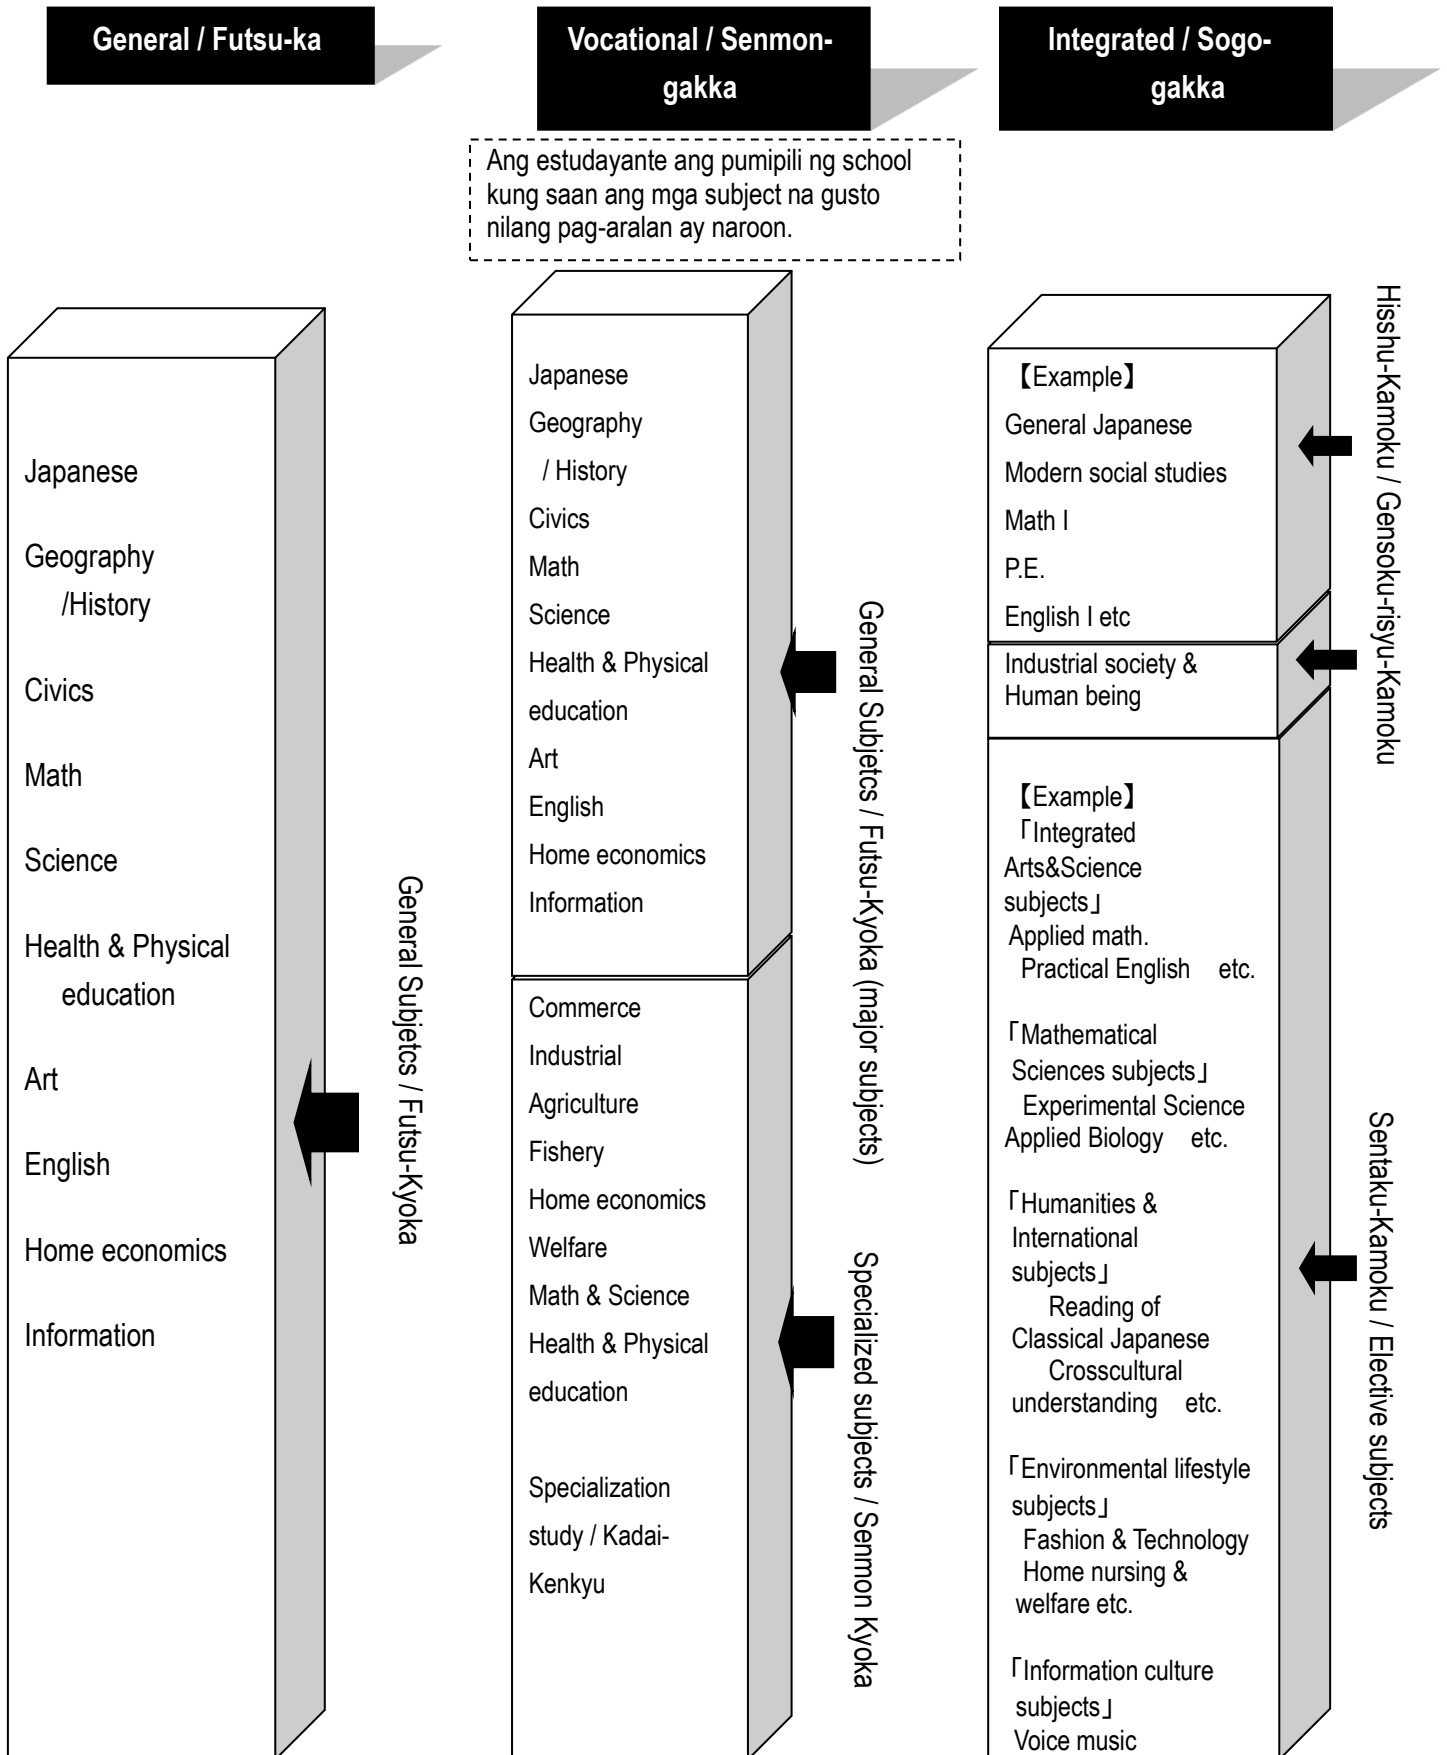 General / Futsu-ka
Vocational / Senmon-
gakka
Integrated / Sogo-
gakka
Ang estudayante ang pumipili ng school
kung saan ang mga subject na gusto
nilang pag-aralan ay naroon.
Japanese
Geography
/History
Civics
Math
Science
Health & Physical
education
Art
English
Home economics
Information
General Subjetcs / Futsu-Kyoka
Japanese
Geography
/ History
Civics
Math
Science
Health & Physical
education
Art
English
Home economics
Information
General Subjetcs / Futsu-Kyoka (major subjects)
Commerce
Industrial
Agriculture
Fishery
Home economics
Welfare
Math & Science
Health & Physical
education
Specialization
study / Kadai-
Kenkyu
Specialized subjects / Senmon Kyoka
【Example】
General Japanese
Modern social studies
Math I
P.E.
English I etc
Industrial society &
Human being
Hisshu-Kamoku / Gensoku-risyu-Kamoku
【Example】
「Integrated
Arts&Science
subjects」
Applied math.
Practical English etc.
「Mathematical
Sciences subjects」
Experimental Science
Applied Biology etc.
「Humanities &
International
subjects」
Reading of
Classical Japanese
Crosscultural
understanding etc.
「Environmental lifestyle
subjects」
Fashion & Technology
Home nursing &
welfare etc.
「Information culture
subjects」
Voice music
Sentaku-Kamoku / Elective subjects